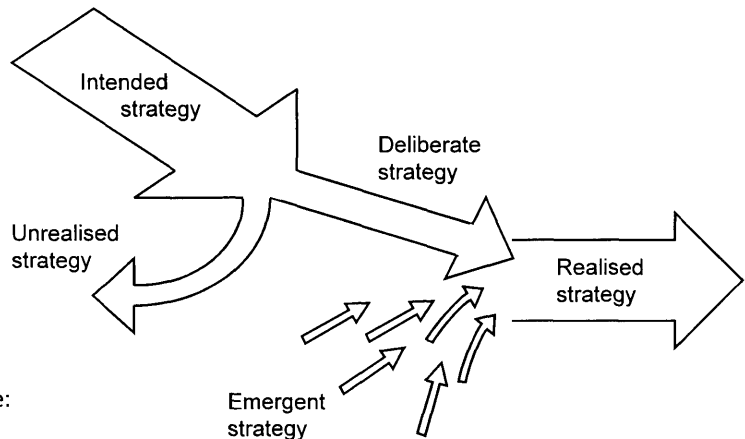 Intended
strategy
Deliberate
strategy
Unrealised
strategy
Realised
strategy
Emergent
strategy